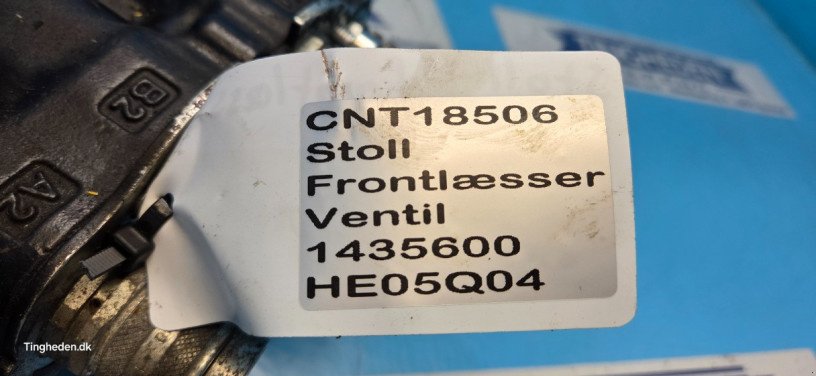 B2
A2
CNT18506
Stoll
Frontlæsser
Ventil
1435600
HE05Q04
Tingheden.dk